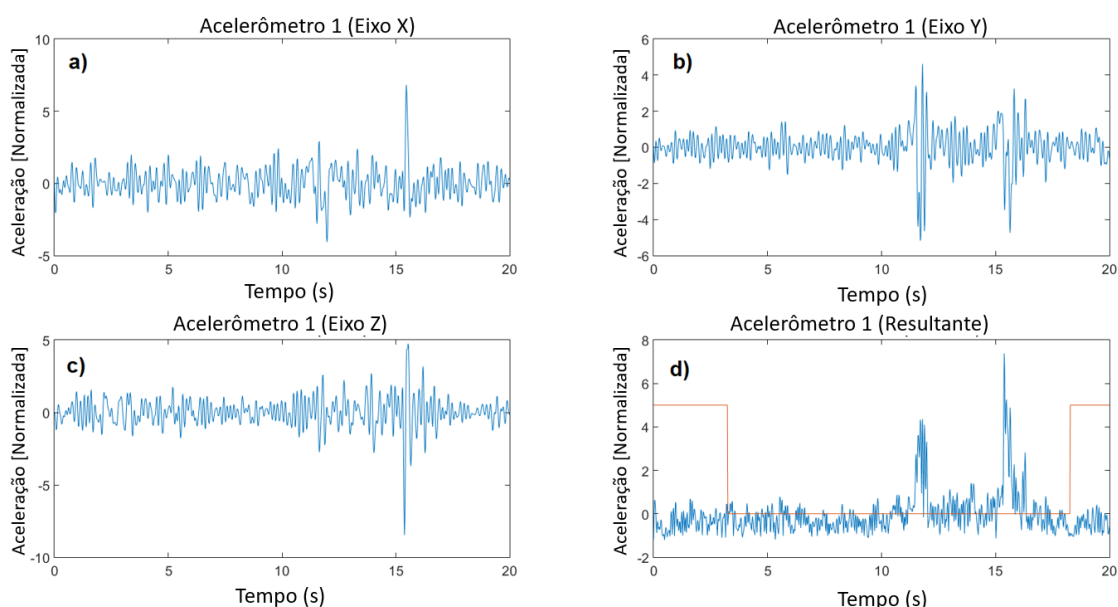 Acelerômetro 1 (Eixo X)
a)
Aceleração [Normalizada]
10
5
0
-5
0 5 10 15 20
Tempo (s)
Acelerômetro 1 (Eixo Y)
b)
Aceleração [Normalizada]
6
4
2
0
-2
-4
-6
0 5 10 15 20
Tempo (s)
Acelerômetro 1 (Eixo Z)
c)
Aceleração [Normalizada]
5
0
-5
-10
0 5 10 15 20
Tempo (s)
Acelerômetro 1 (Resultante)
d)
Aceleração [Normalizada]
8
6
4
2
0
-2
0 5 10 15 20
Tempo (s)